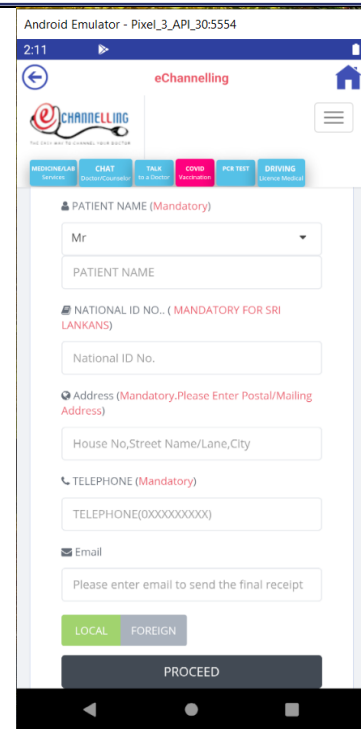 Android Emulator - Pixel_3_API_30:5554
2:11
eChannelling
eCHANNELLING
THE EASY WAY TO CHANNEL YOUR DOCTOR
MEDICINE/LAB CHAT TALK COVID PCR TEST DRIVING
Services Doctor/Counselor to a Doctor Vaccination Licence Medical
PATIENT NAME (Mandatory)
Mr
PATIENT NAME
NATIONAL ID NO.. ( MANDATORY FOR SRI
LANKANS)
National ID No.
Address (Mandatory.Please Enter Postal/Mailing
Address)
House No,Street Name/Lane,City
TELEPHONE (Mandatory)
TELEPHONE(0XXXXXXXXX)
Email
Please enter email to send the final receipt
LOCAL FOREIGN
PROCEED